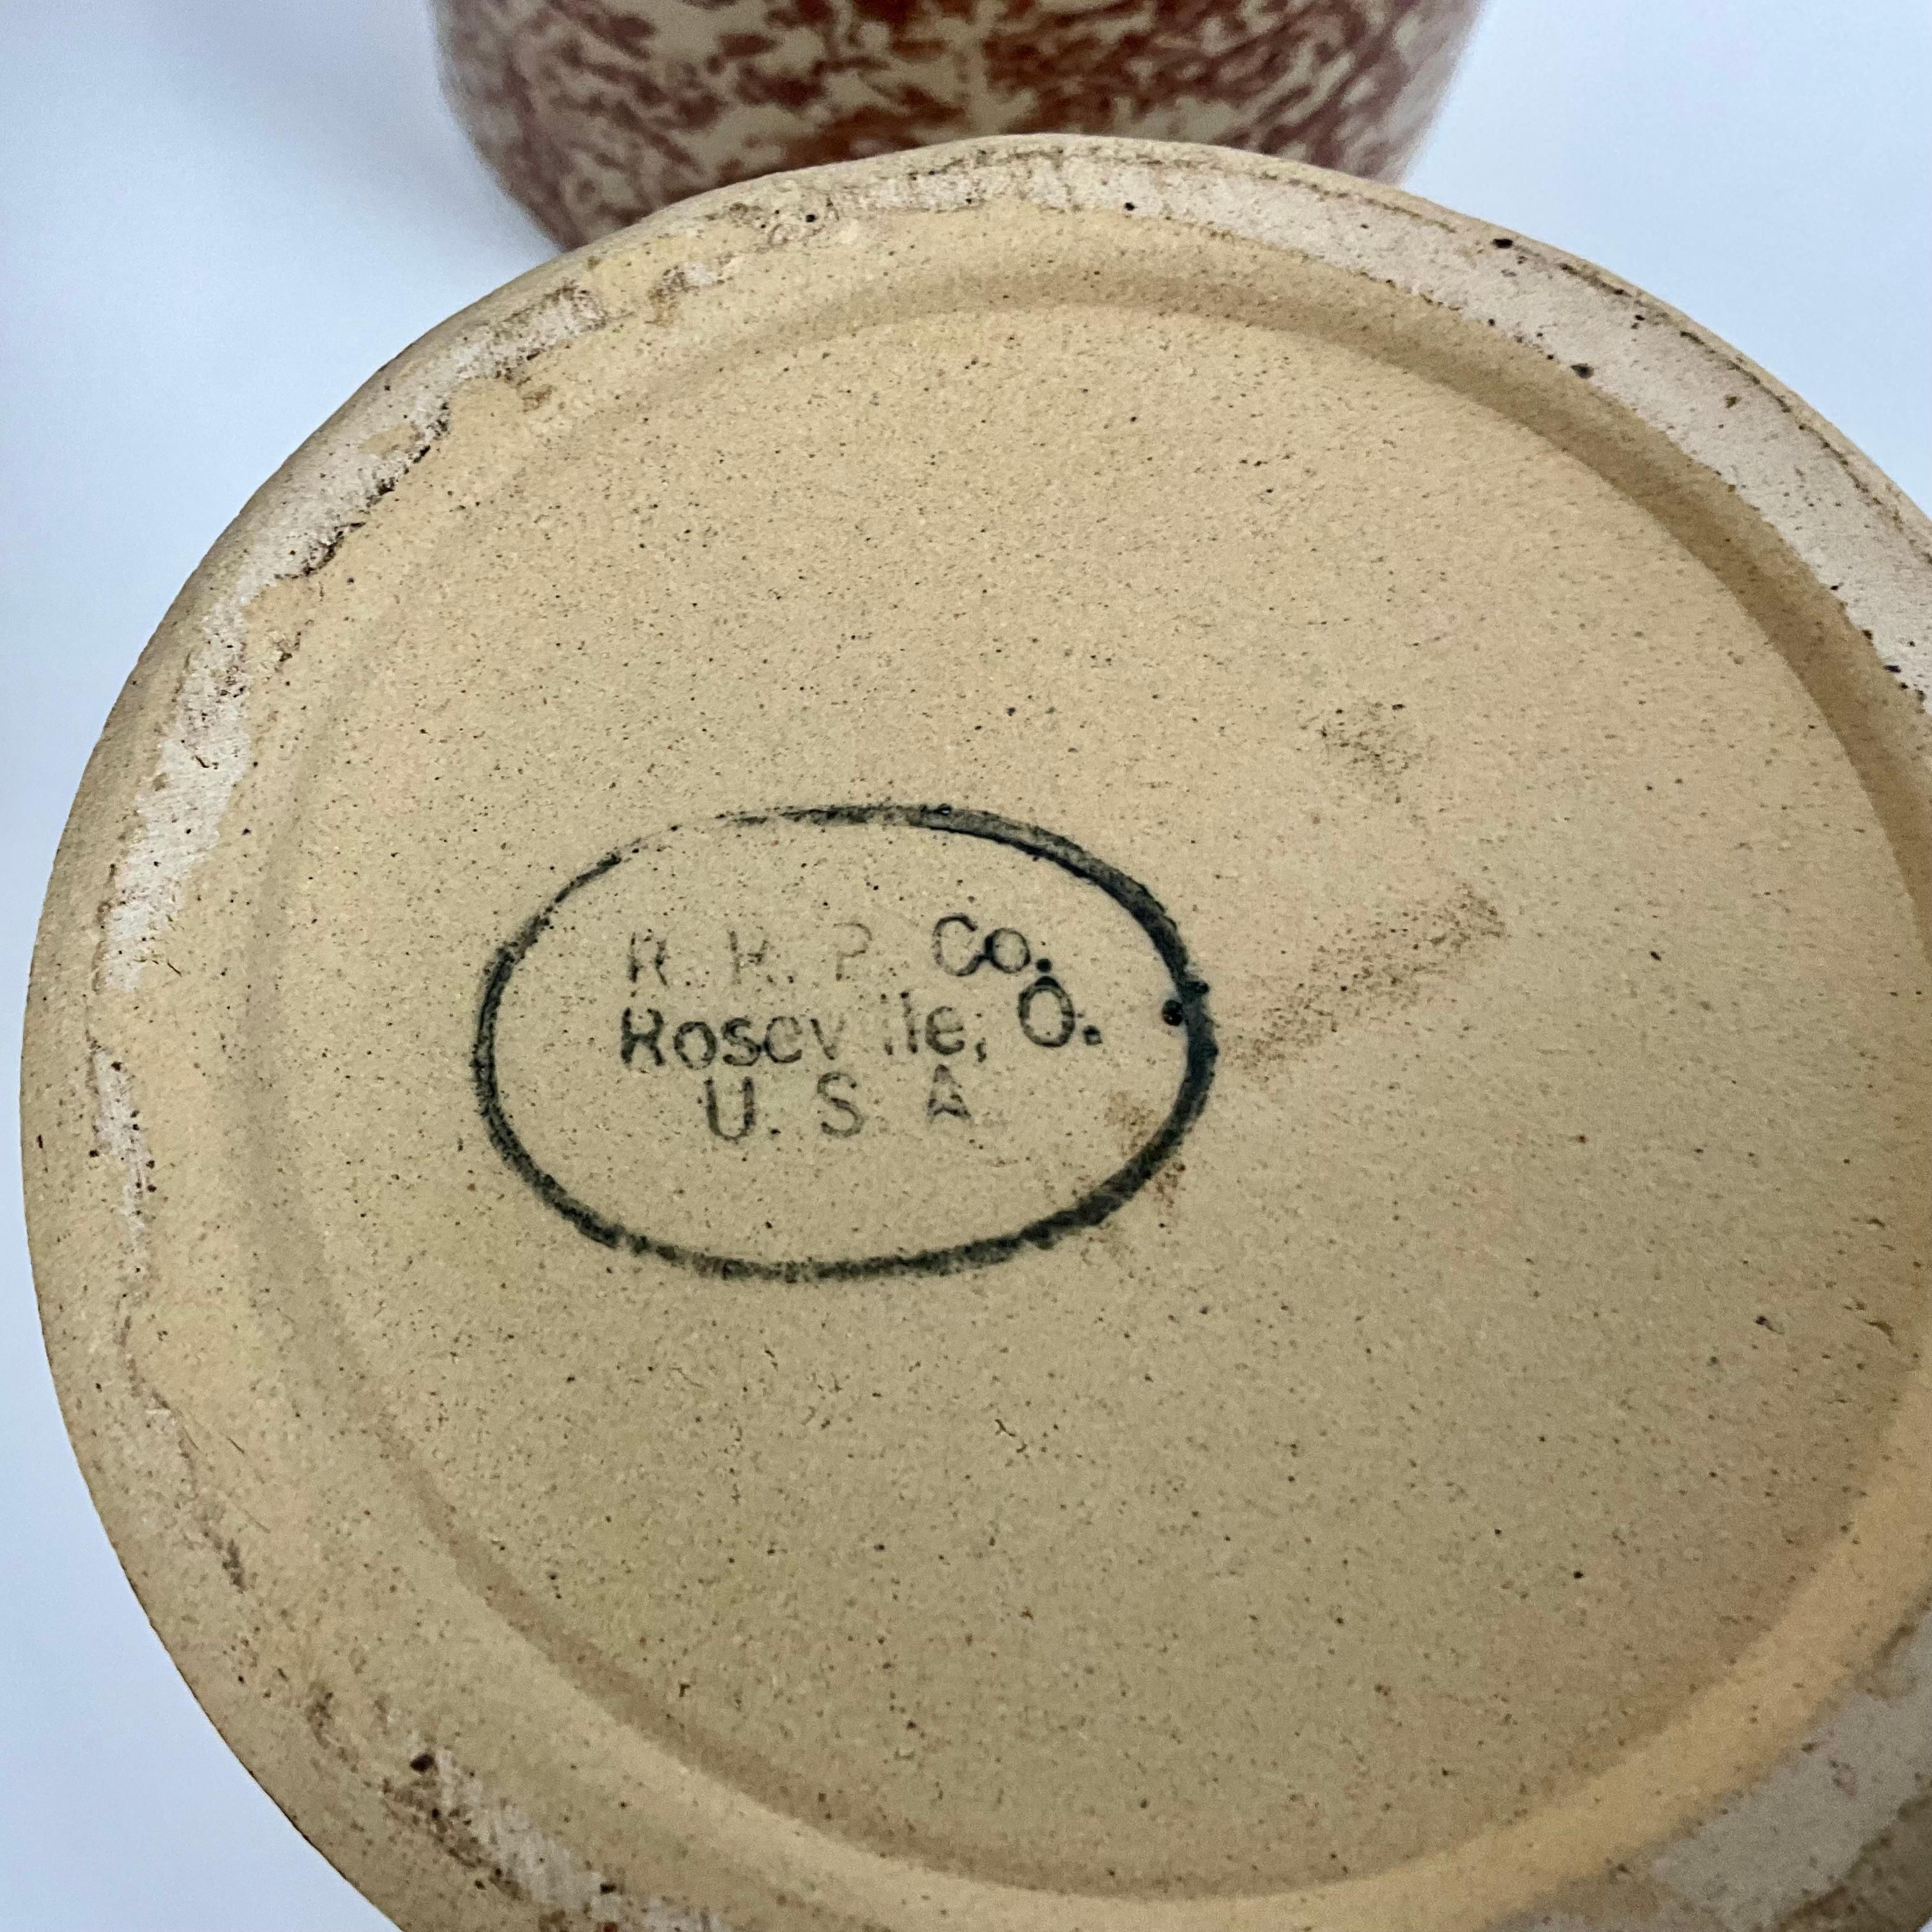 R. R. P. Co.
Roseville, O.
U. S. A